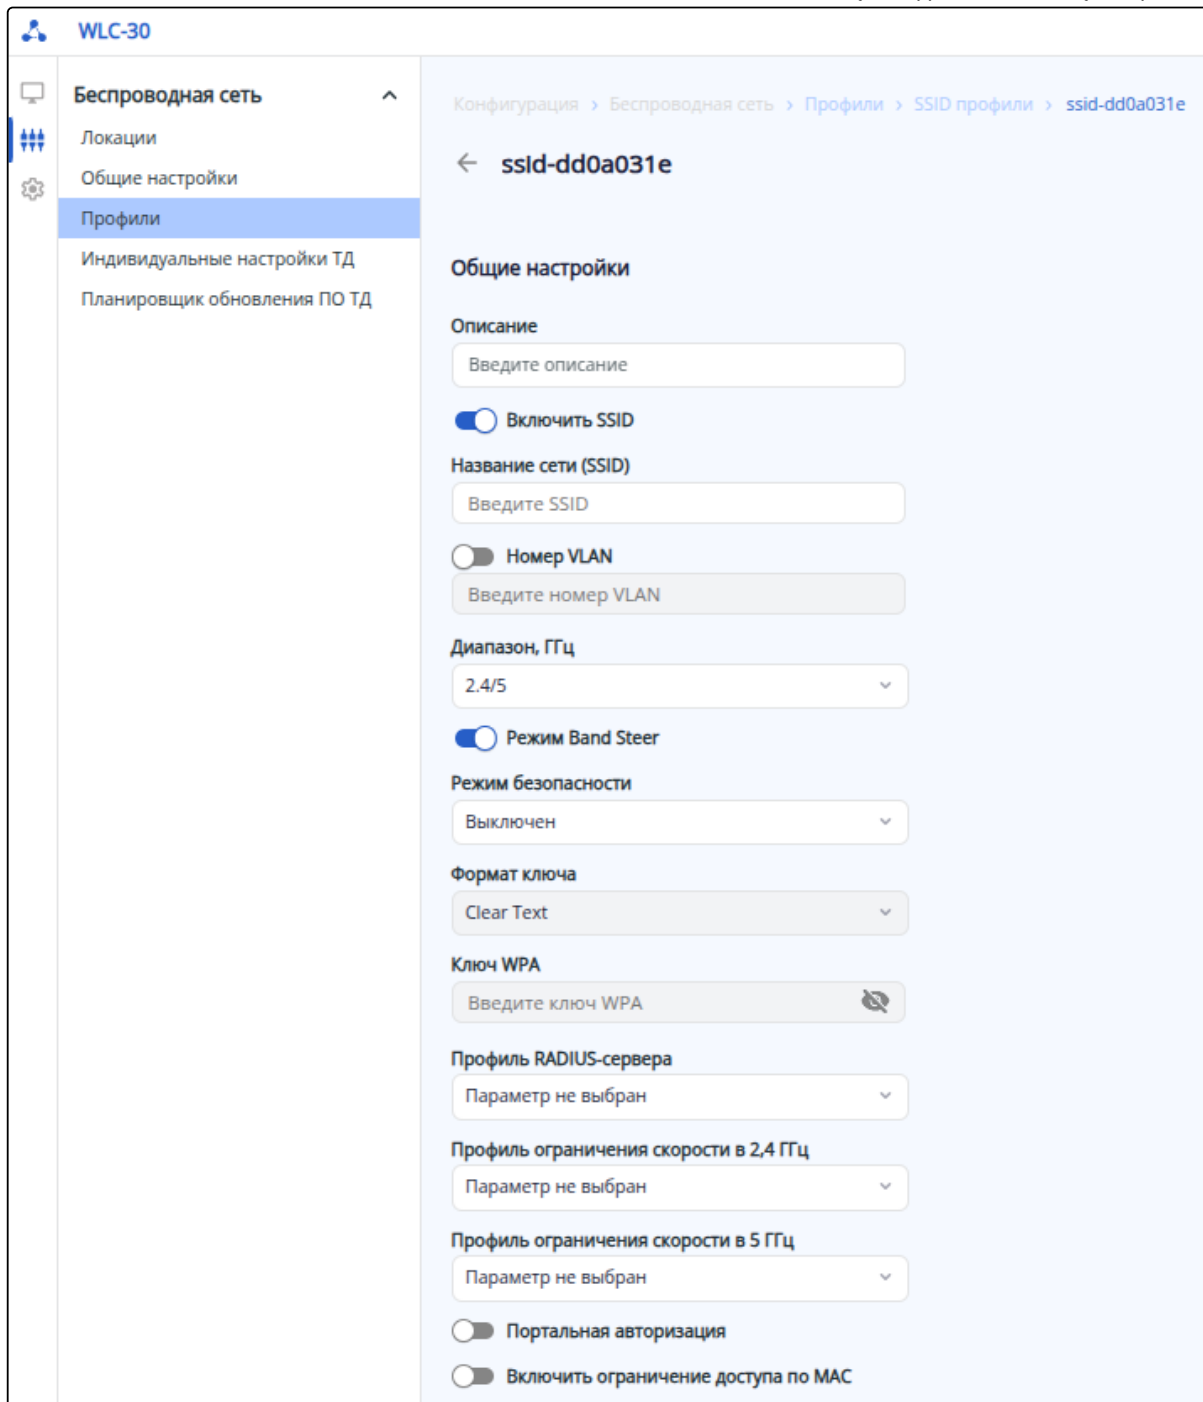 WLC-30
Беспроводная сеть
Локации
Общие настройки
Профили
Индивидуальные настройки ТД
Планировщик обновления ПО ТД
Конфигурация > Беспроводная сеть > Профили > SSID профили > ssid-dd0a031e
ssid-dd0a031e
Общие настройки
Описание
Введите описание
Включить SSID
Название сети (SSID)
Введите SSID
Номер VLAN
Введите номер VLAN
Диапазон, ГГц
2.4/5
Режим Band Steer
Режим безопасности
Выключен
Формат ключа
Clear Text
Ключ WPA
Введите ключ WPA
Профиль RADIUS-сервера
Параметр не выбран
Профиль ограничения скорости в 2,4 ГГц
Параметр не выбран
Профиль ограничения скорости в 5 ГГц
Параметр не выбран
Портальная авторизация
Включить ограничение доступа по MAC